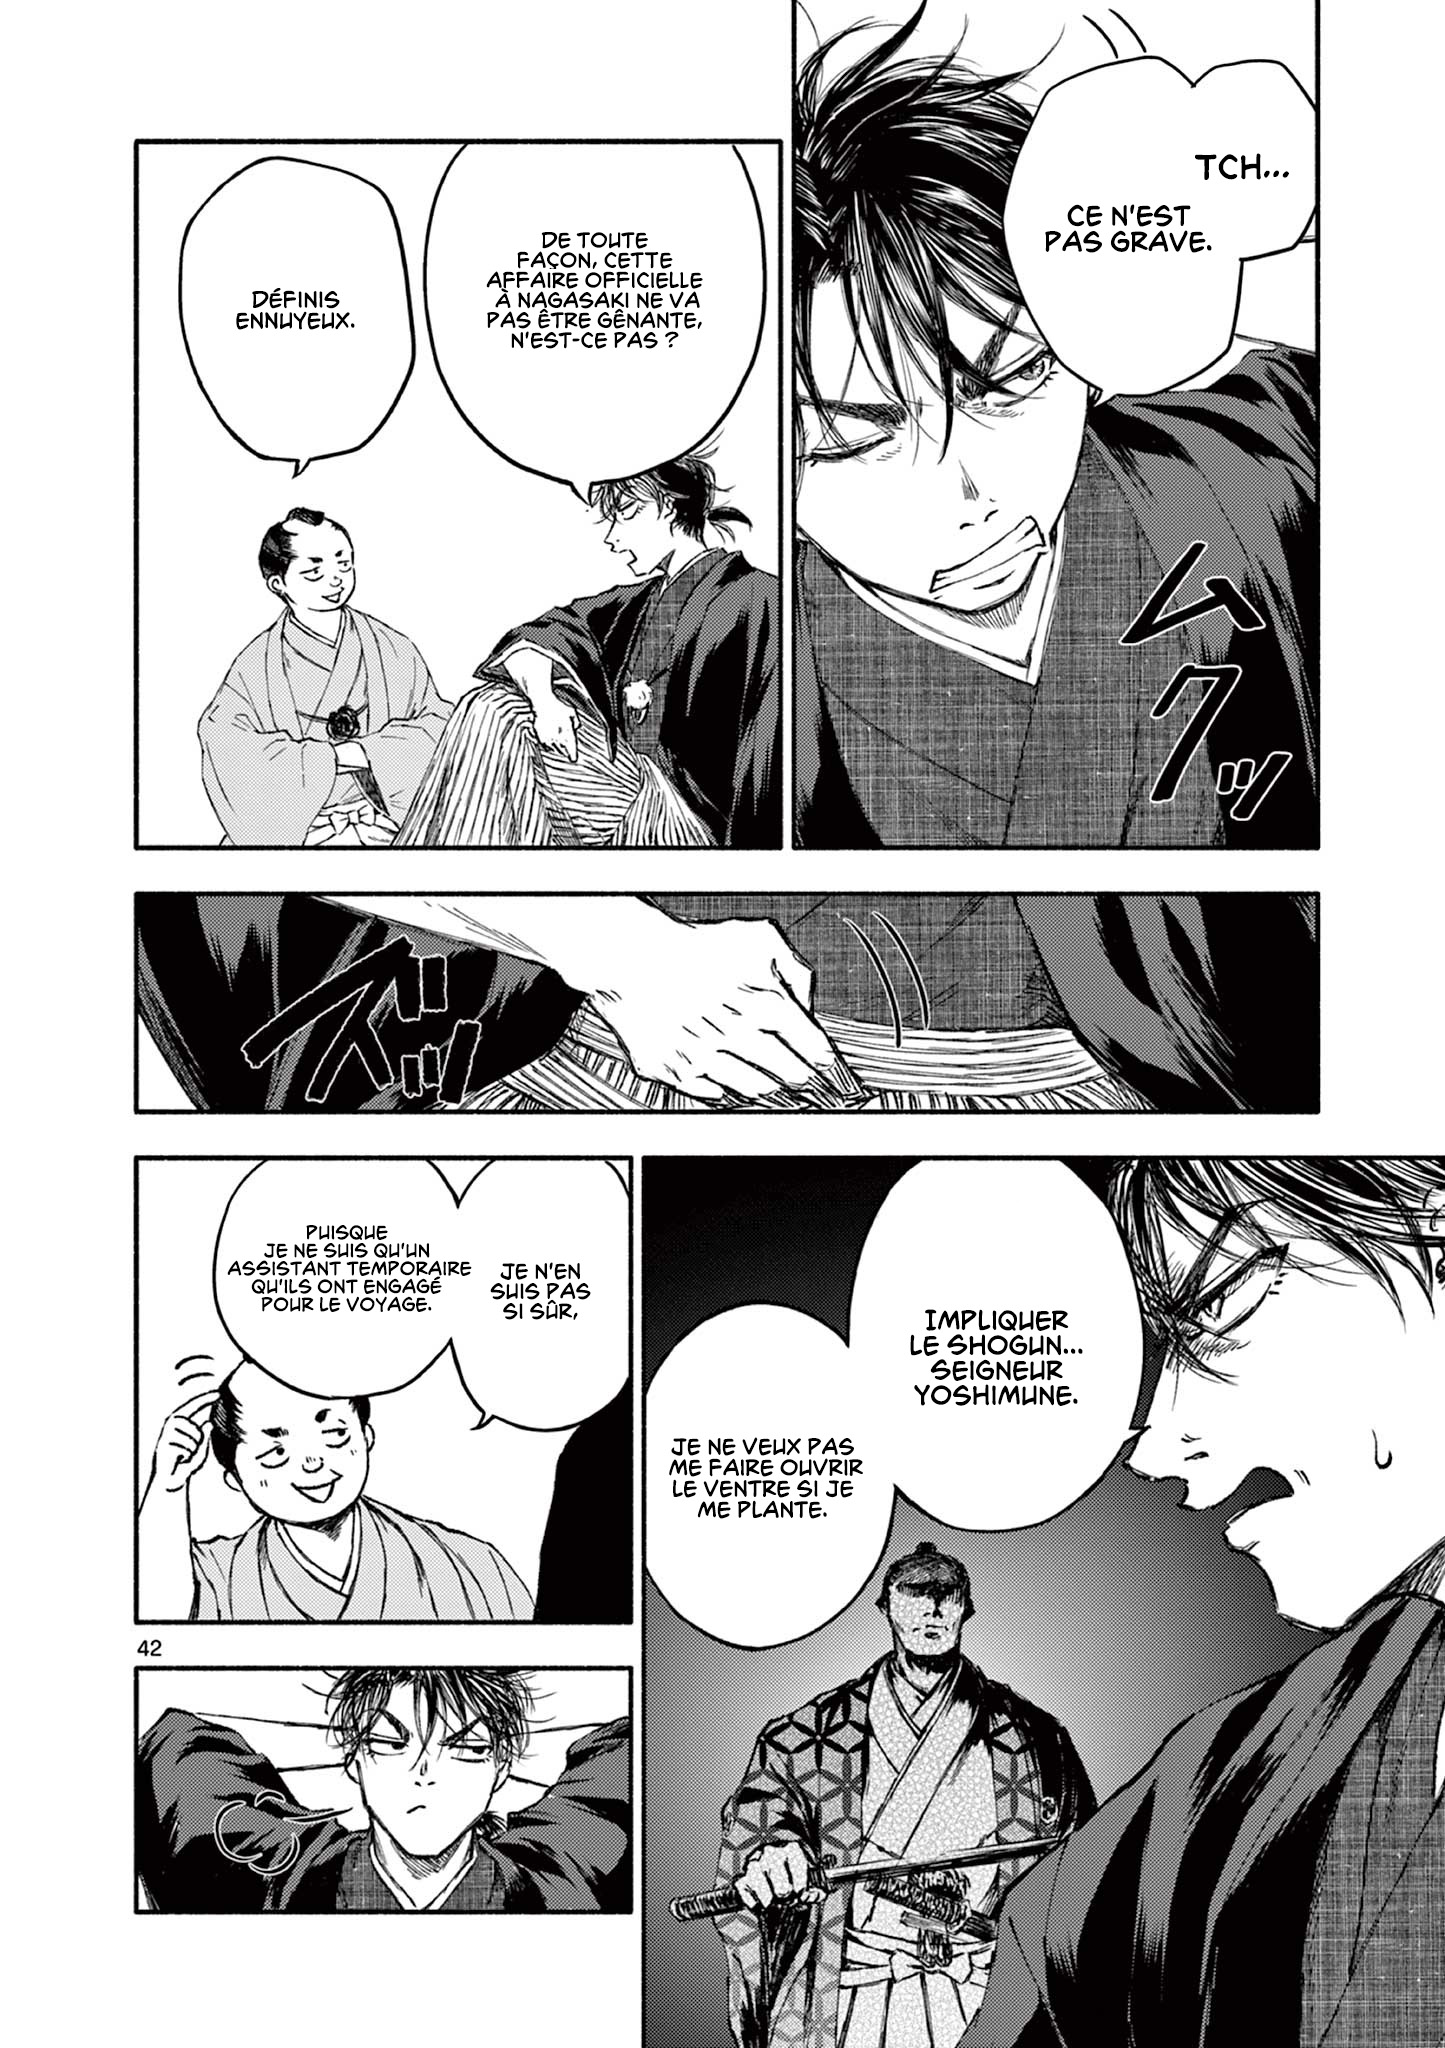 TCH...
CE N'EST
PAS GRAVE.
ムクッ
DE TOUTE
FAÇON, CETTE
AFFAIRE OFFICIELLE
À NAGASAKI NE VA
PAS ÊTRE GÊNANTE,
N'EST-CE PAS ?
DÉFINIS
ENNUYEUX.
ズズッ
IMPLIQUER
LE SHOGUN...
SEIGNEUR
YOSHIMUNE.
JE NE VEUX PAS
ME FAIRE OUVRIR
LE VENTRE SI JE
ME PLANTE.
JE N'EN
SUIS PAS
SI SÛR,
PUISQUE
JE NE SUIS QU'UN
ASSISTANT TEMPORAIRE
QU'ILS ONT ENGAGÉ
POUR LE VOYAGE.
42